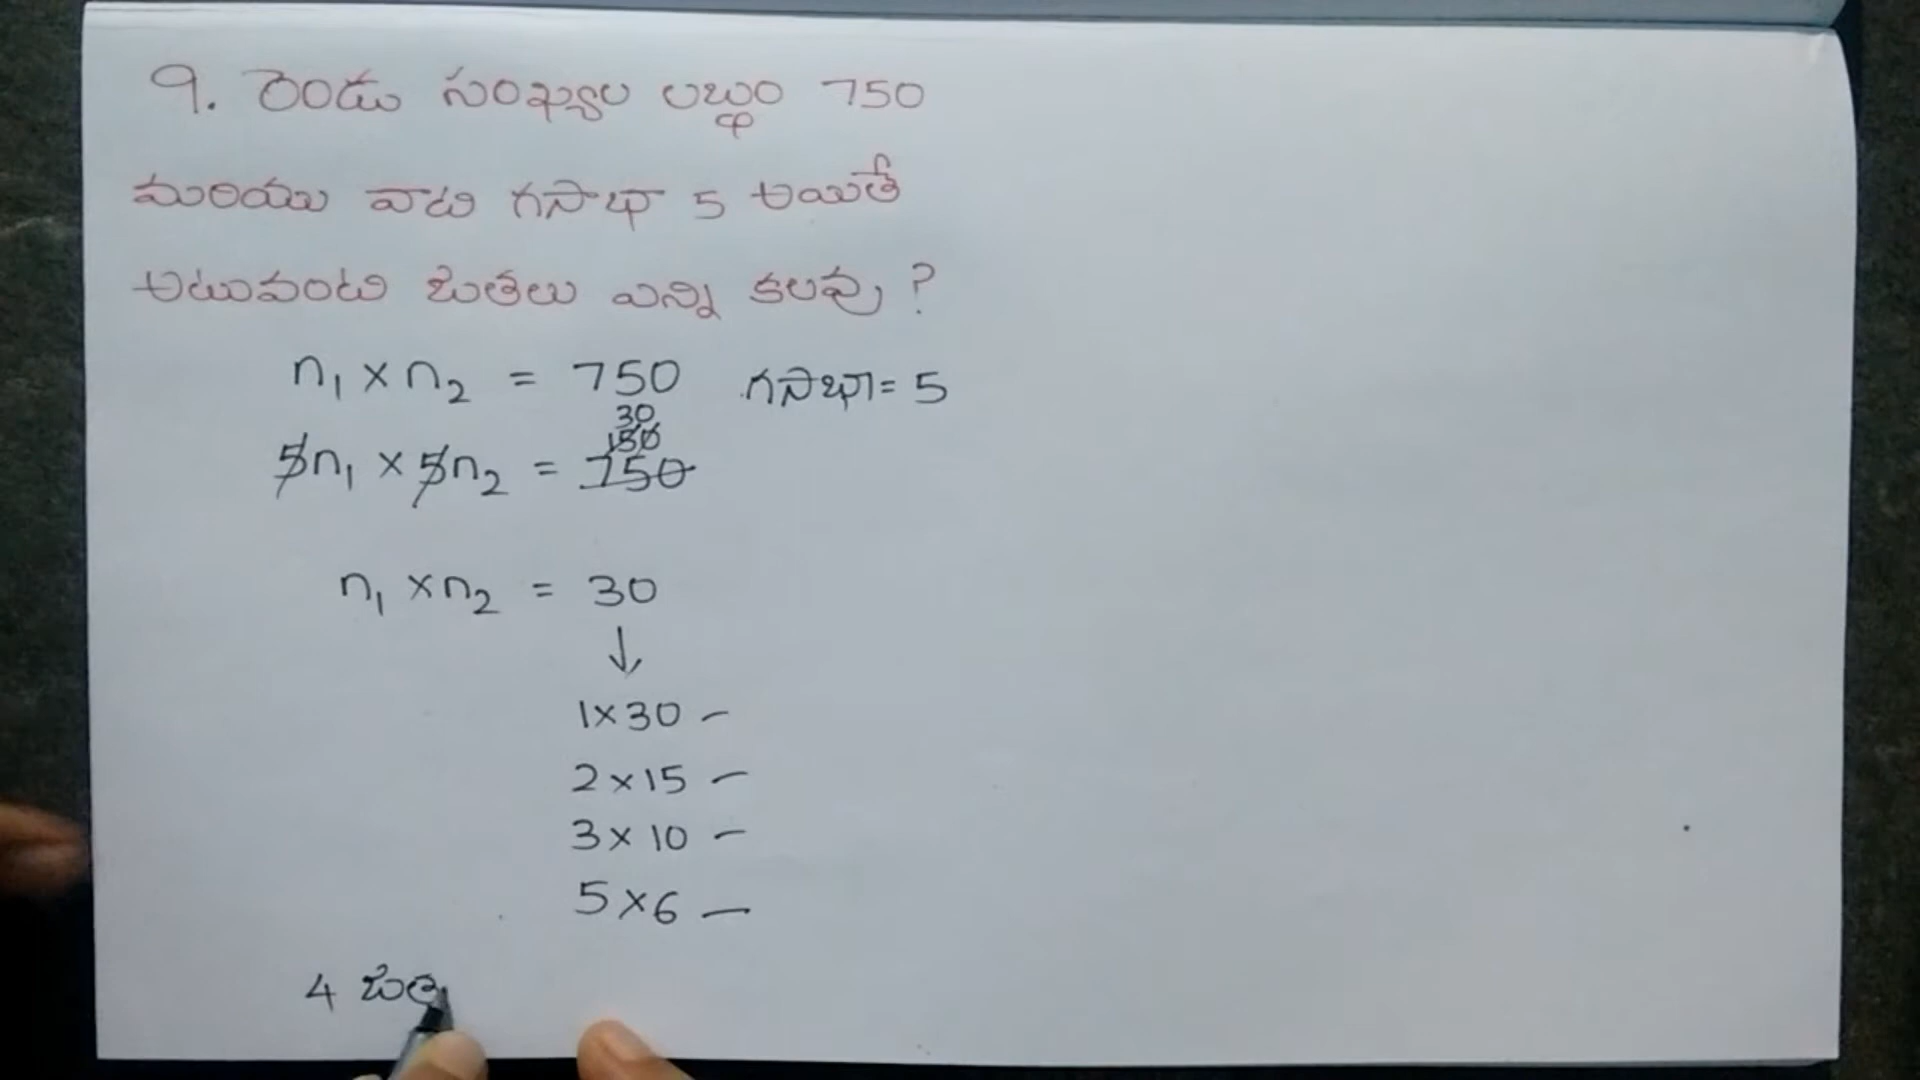 9. రెండు సంఖ్యల లబ్ధం 750
మరియు వాటి గసాభా 5 అయితే
అటువంటి జతలు ఎన్ని కలవు ?
n₁ × n₂ = 750 గసాభా = 5
30
150
5n₁ × 5n₂ = 750
n₁ × n₂ = 30
↓
1×30 –
2×15 –
3×10 –
5×6 –
4 జత